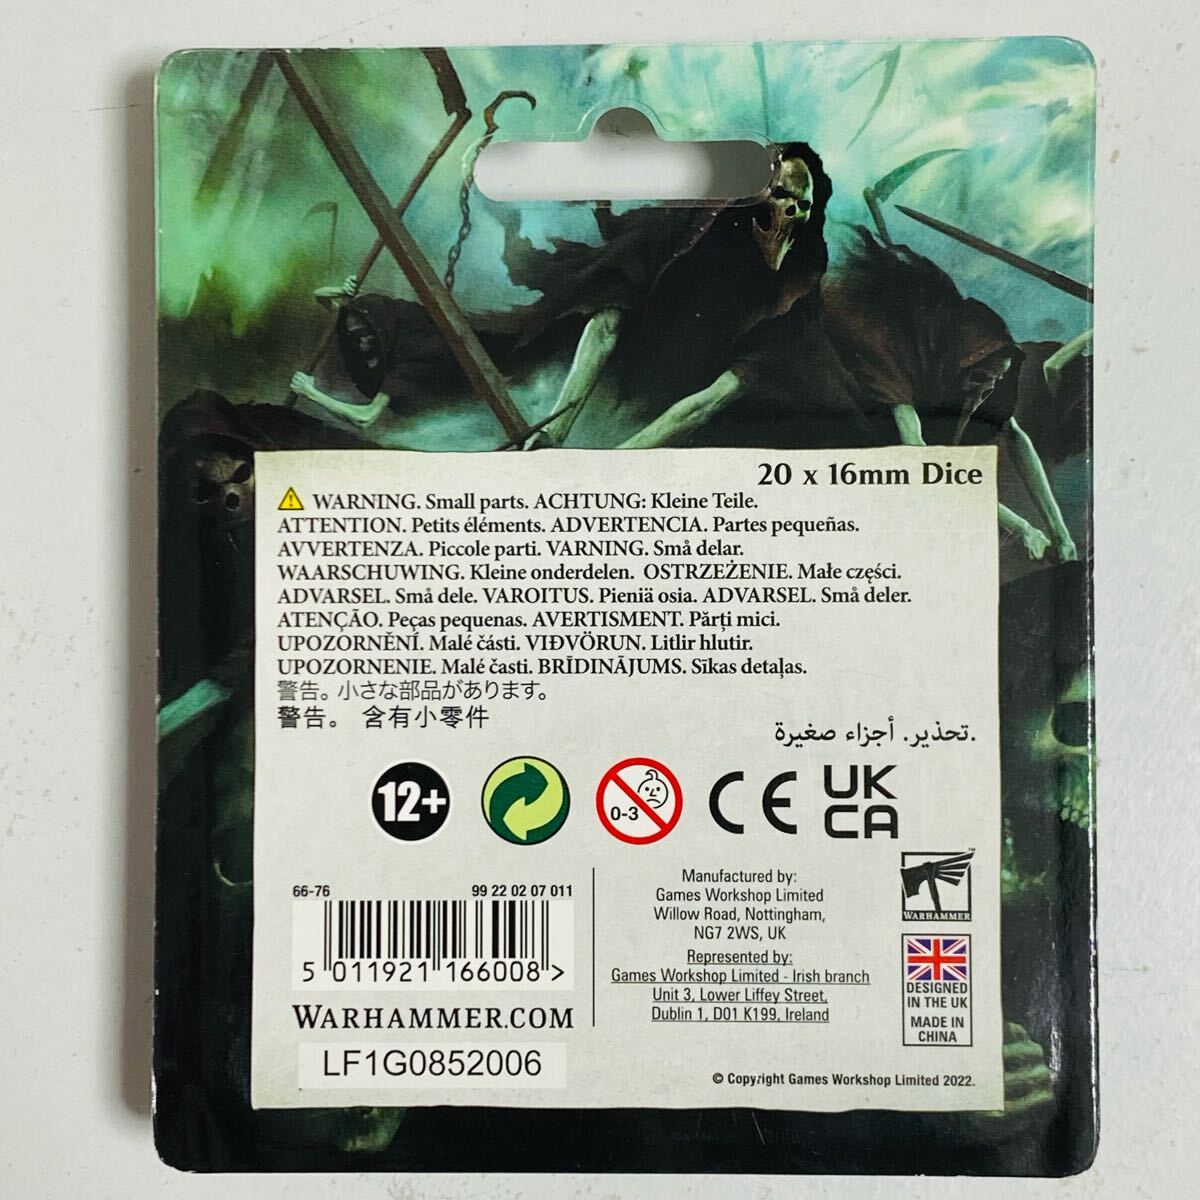 20 x 16mm Dice
WARNING. Small parts. ACHTUNG: Kleine Teile.
ATTENTION. Petits éléments. ADVERTENCIA. Partes pequeñas.
AVVERTENZA. Piccole parti. VARNING. Små delar.
WAARSCHUWING. Kleine onderdelen. OSTRZEŻENIE. Małe części.
ADVARSEL. Små dele. VAROITUS. Pieniä osia. ADVARSEL. Små deler.
ATENÇÃO. Peças pequenas. AVERTISMENT. Părți mici.
UPOZORNĚNÍ. Malé části. VIÐVÖRUN. Litlir hlutir.
UPOZORNENIE. Malé časti. BRĪDINĀJUMS. Sīkas detaļas.
警告。小さな部品があります。
警告。 含有小零件
تحذير. أجزاء صغيرة.
12+
0-3
CE
UK
CA
66-76 99 22 02 07 011
5 011921 166008 >
WARHAMMER.COM
LF1G0852006
Manufactured by:
Games Workshop Limited
Willow Road, Nottingham,
NG7 2WS, UK
Represented by:
Games Workshop Limited - Irish branch
Unit 3, Lower Liffey Street,
Dublin 1, D01 K199, Ireland
WARHAMMER
™
DESIGNED
IN THE UK
MADE IN
CHINA
© Copyright Games Workshop Limited 2022.